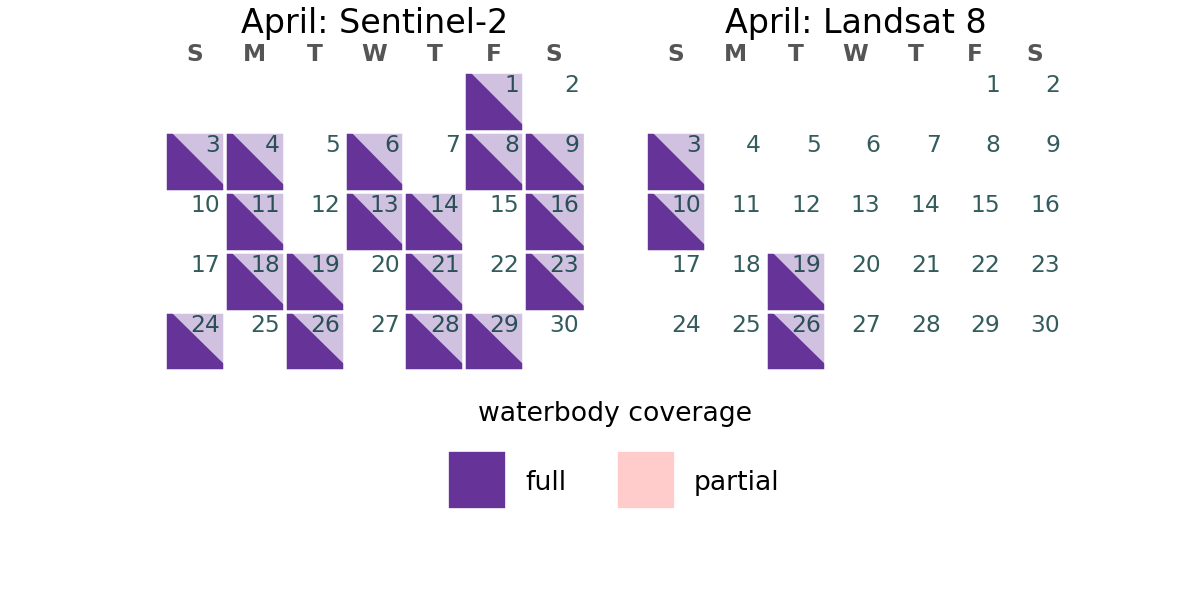 April: Sentinel-2
S M T W T F S
1 2
3 4 5 6 7 8 9
10 11 12 13 14 15 16
17 18 19 20 21 22 23
24 25 26 27 28 29 30
April: Landsat 8
S M T W T F S
1 2
3 4 5 6 7 8 9
10 11 12 13 14 15 16
17 18 19 20 21 22 23
24 25 26 27 28 29 30
waterbody coverage
full partial